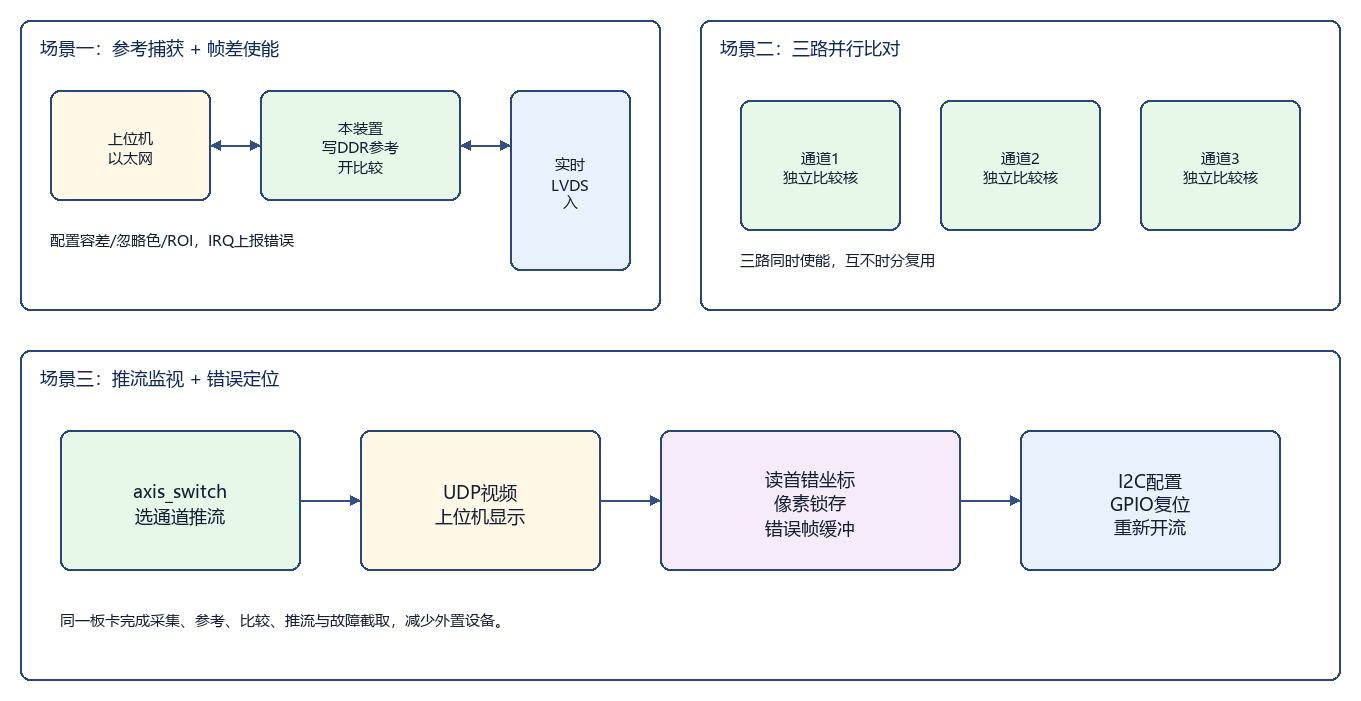 场景一：参考捕获 + 帧差使能
上位机
以太网
本装置
写DDR参考
开比较
实时
LVDS
入
配置容差/忽略色/ROI，IRQ上报错误
场景二：三路并行比对
通道1
独立比较核
通道2
独立比较核
通道3
独立比较核
三路同时使能，互不时分复用
场景三：推流监视 + 错误定位
axis_switch
选通道推流
UDP视频
上位机显示
读首错坐标
像素锁存
错误帧缓冲
I2C配置
GPIO复位
重新开流
同一板卡完成采集、参考、比较、推流与故障截取，减少外置设备。